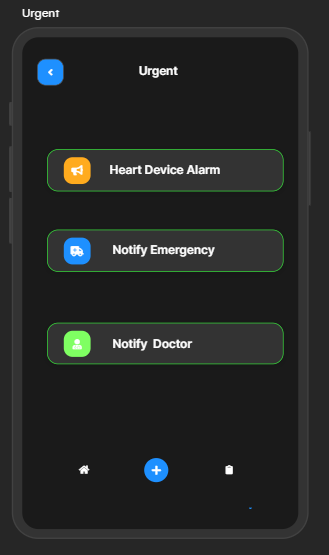 Urgent
Urgent
Heart Device Alarm
Notify Emergency
Notify  Doctor